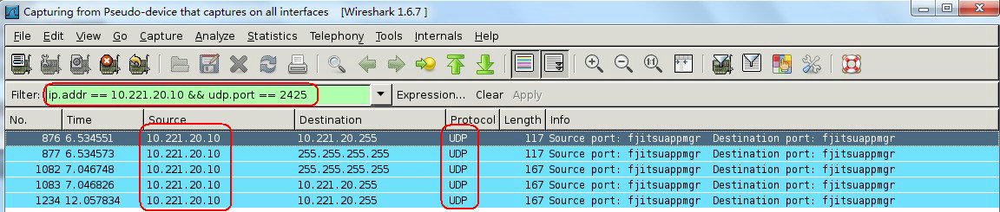 Capturing from Pseudo-device that captures on all interfaces [Wireshark 1.6.7 ]
File Edit View Go Capture Analyze Statistics Telephony Tools Internals Help
Filter: ip.addr == 10.221.20.10 && udp.port == 2425 Expression... Clear Apply
No. Time Source Destination Protocol Length Info
876 6.534551 10.221.20.10 10.221.20.255 UDP 117 Source port: fjitsuappmgr Destination port: fjitsuappmgr
877 6.534573 10.221.20.10 255.255.255.255 UDP 117 Source port: fjitsuappmgr Destination port: fjitsuappmgr
1082 7.046748 10.221.20.10 255.255.255.255 UDP 167 Source port: fjitsuappmgr Destination port: fjitsuappmgr
1083 7.046826 10.221.20.10 10.221.20.255 UDP 167 Source port: fjitsuappmgr Destination port: fjitsuappmgr
1234 12.057834 10.221.20.10 255.255.255.255 UDP 167 Source port: fjitsuappmgr Destination port: fjitsuappmgr